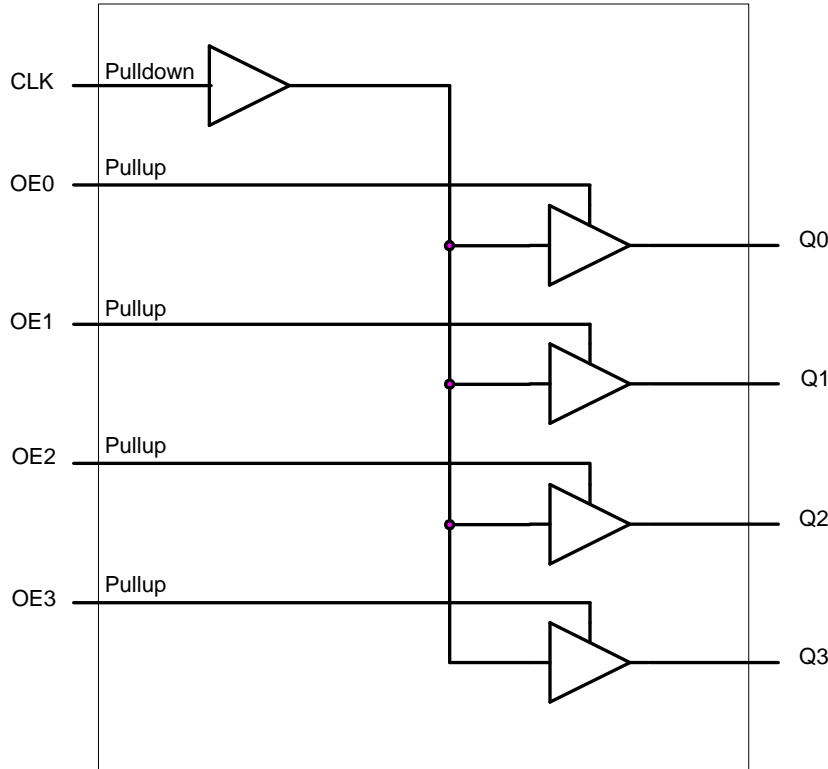 CLK
Pulldown
OE0
Pullup
Q0
OE1
Pullup
Q1
OE2
Pullup
Q2
OE3
Pullup
Q3